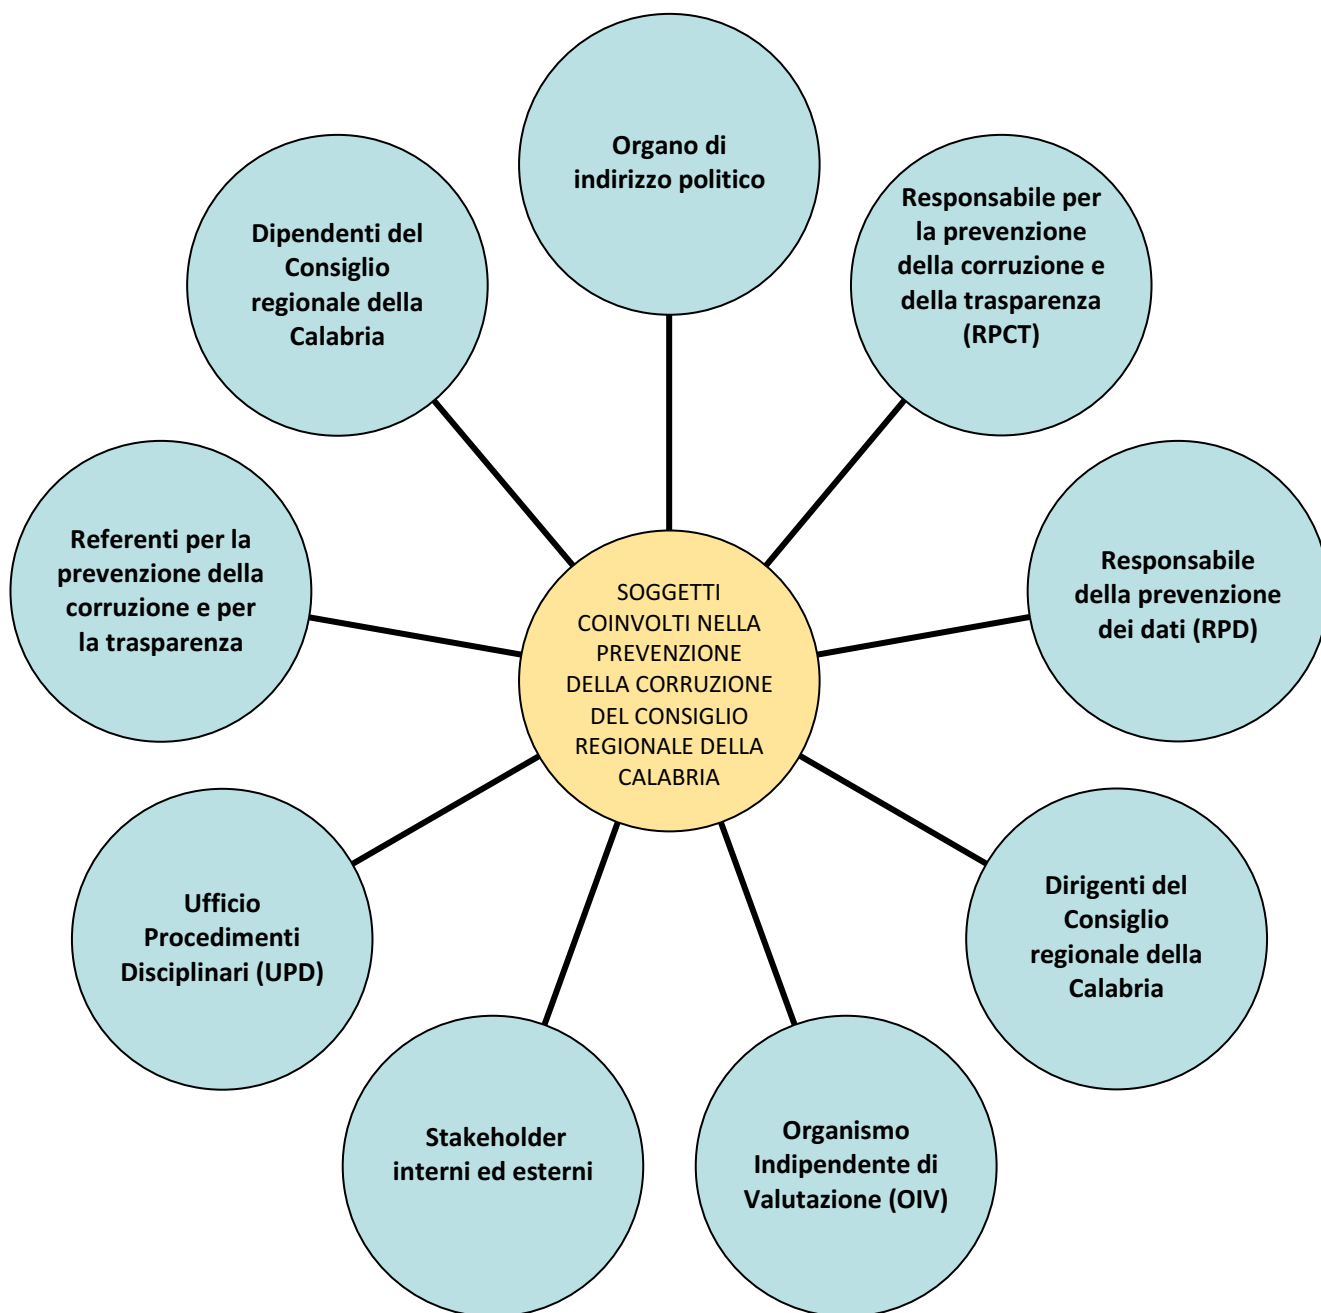 Organo di
indirizzo politico
Responsabile per
la prevenzione
della corruzione e
della trasparenza
(RPCT)
Responsabile
della prevenzione
dei dati (RPD)
Dirigenti del
Consiglio
regionale della
Calabria
Organismo
Indipendente di
Valutazione (OIV)
Stakeholder
interni ed esterni
Ufficio
Procedimenti
Disciplinari (UPD)
Referenti per la
prevenzione della
corruzione e per
la trasparenza
Dipendenti del
Consiglio
regionale della
Calabria
SOGGETTI
COINVOLTI NELLA
PREVENZIONE
DELLA CORRUZIONE
DEL CONSIGLIO
REGIONALE DELLA
CALABRIA